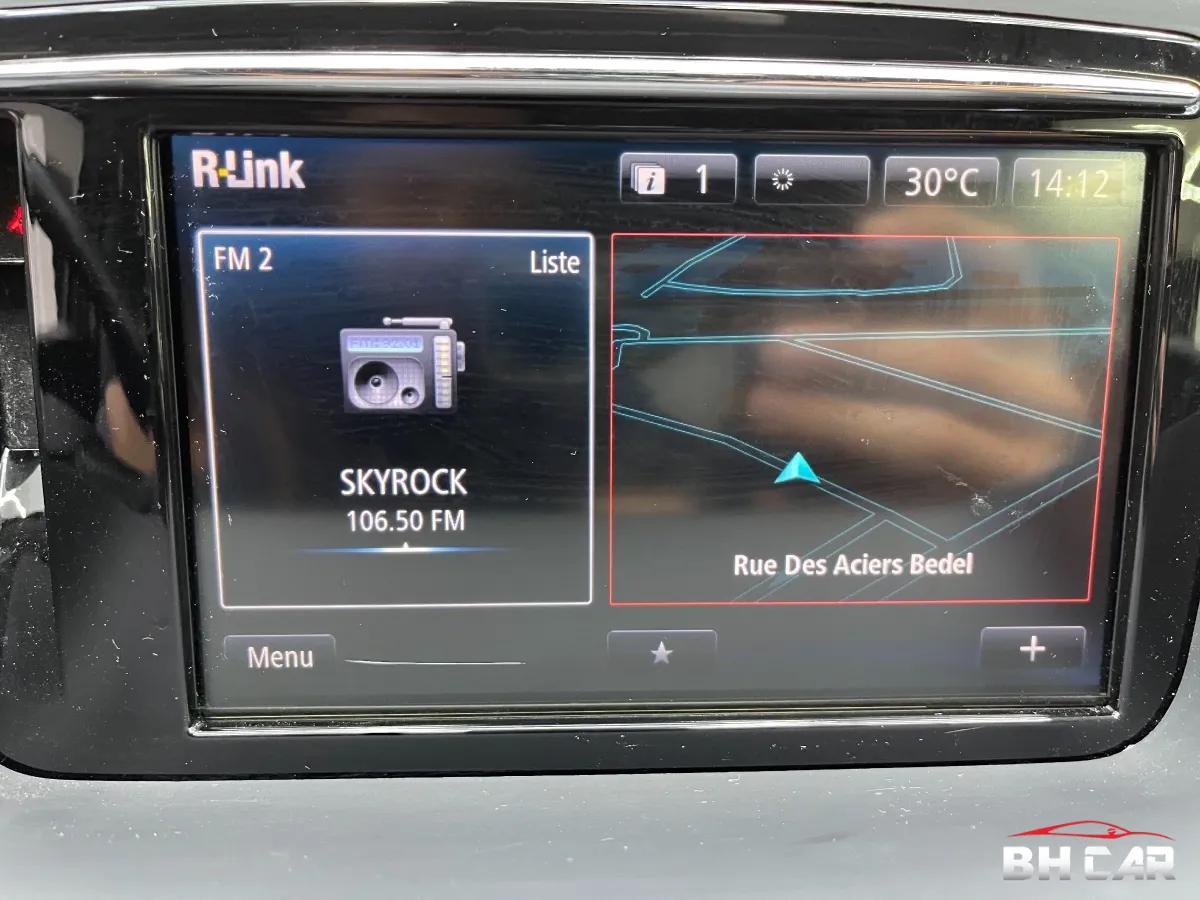 R-Link
1
30°C
14:12
FM 2
Liste
SKYROCK
106.50 FM
Rue Des Aciers Bedel
Menu
BH CAR